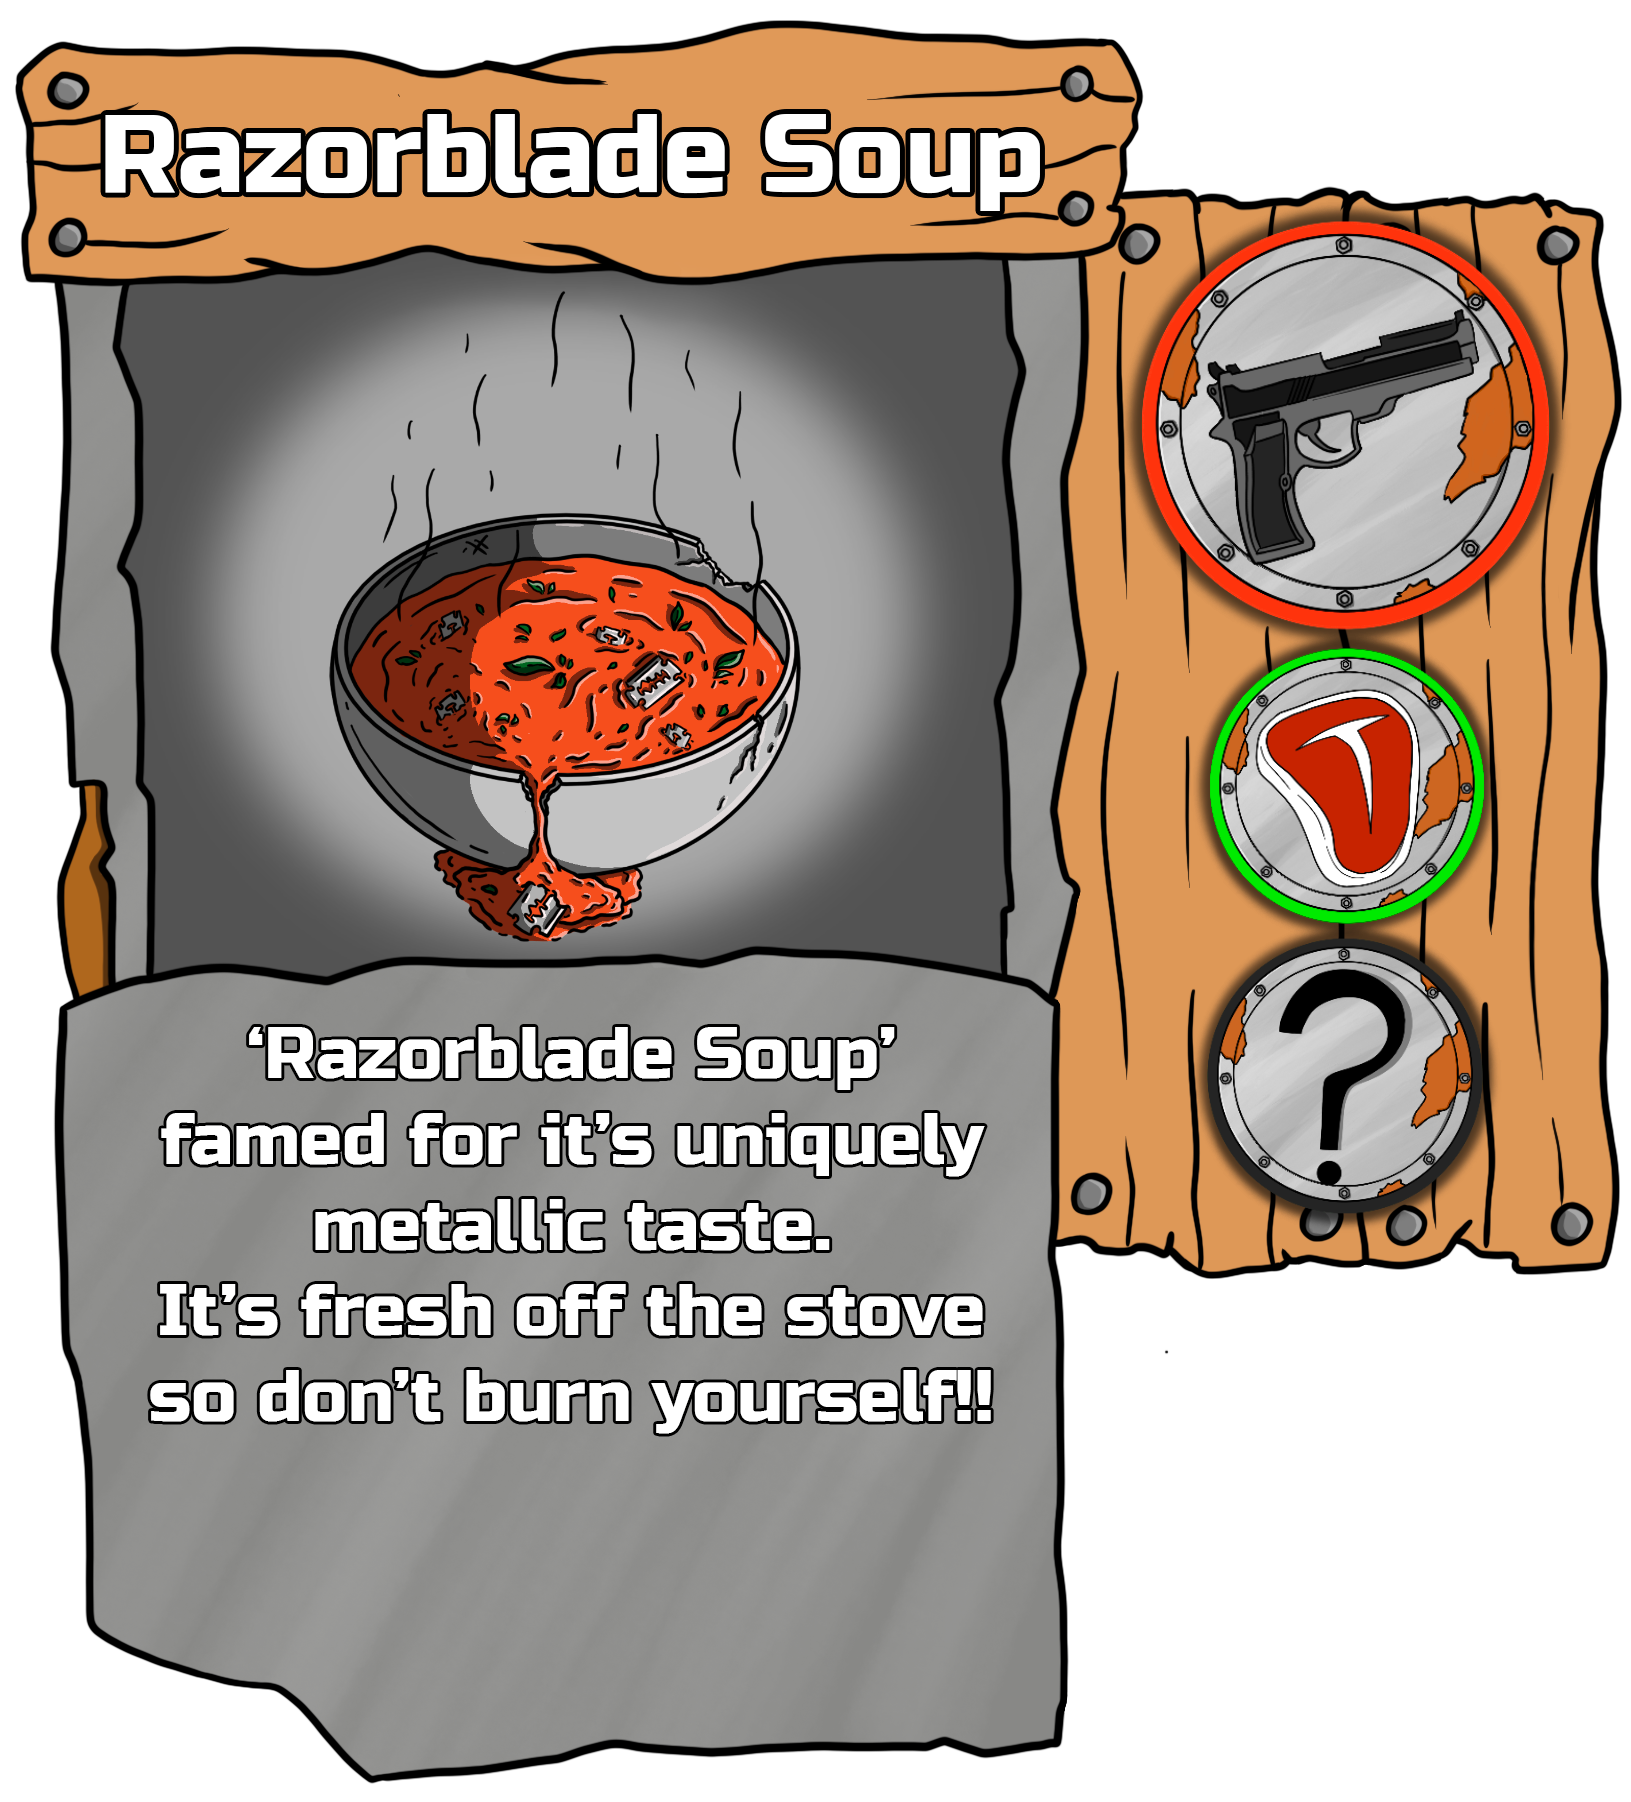 Razorblade Soup
‘Razorblade Soup’
famed for it’s uniquely
metallic taste.
It’s fresh off the stove
so don’t burn yourself!!
?